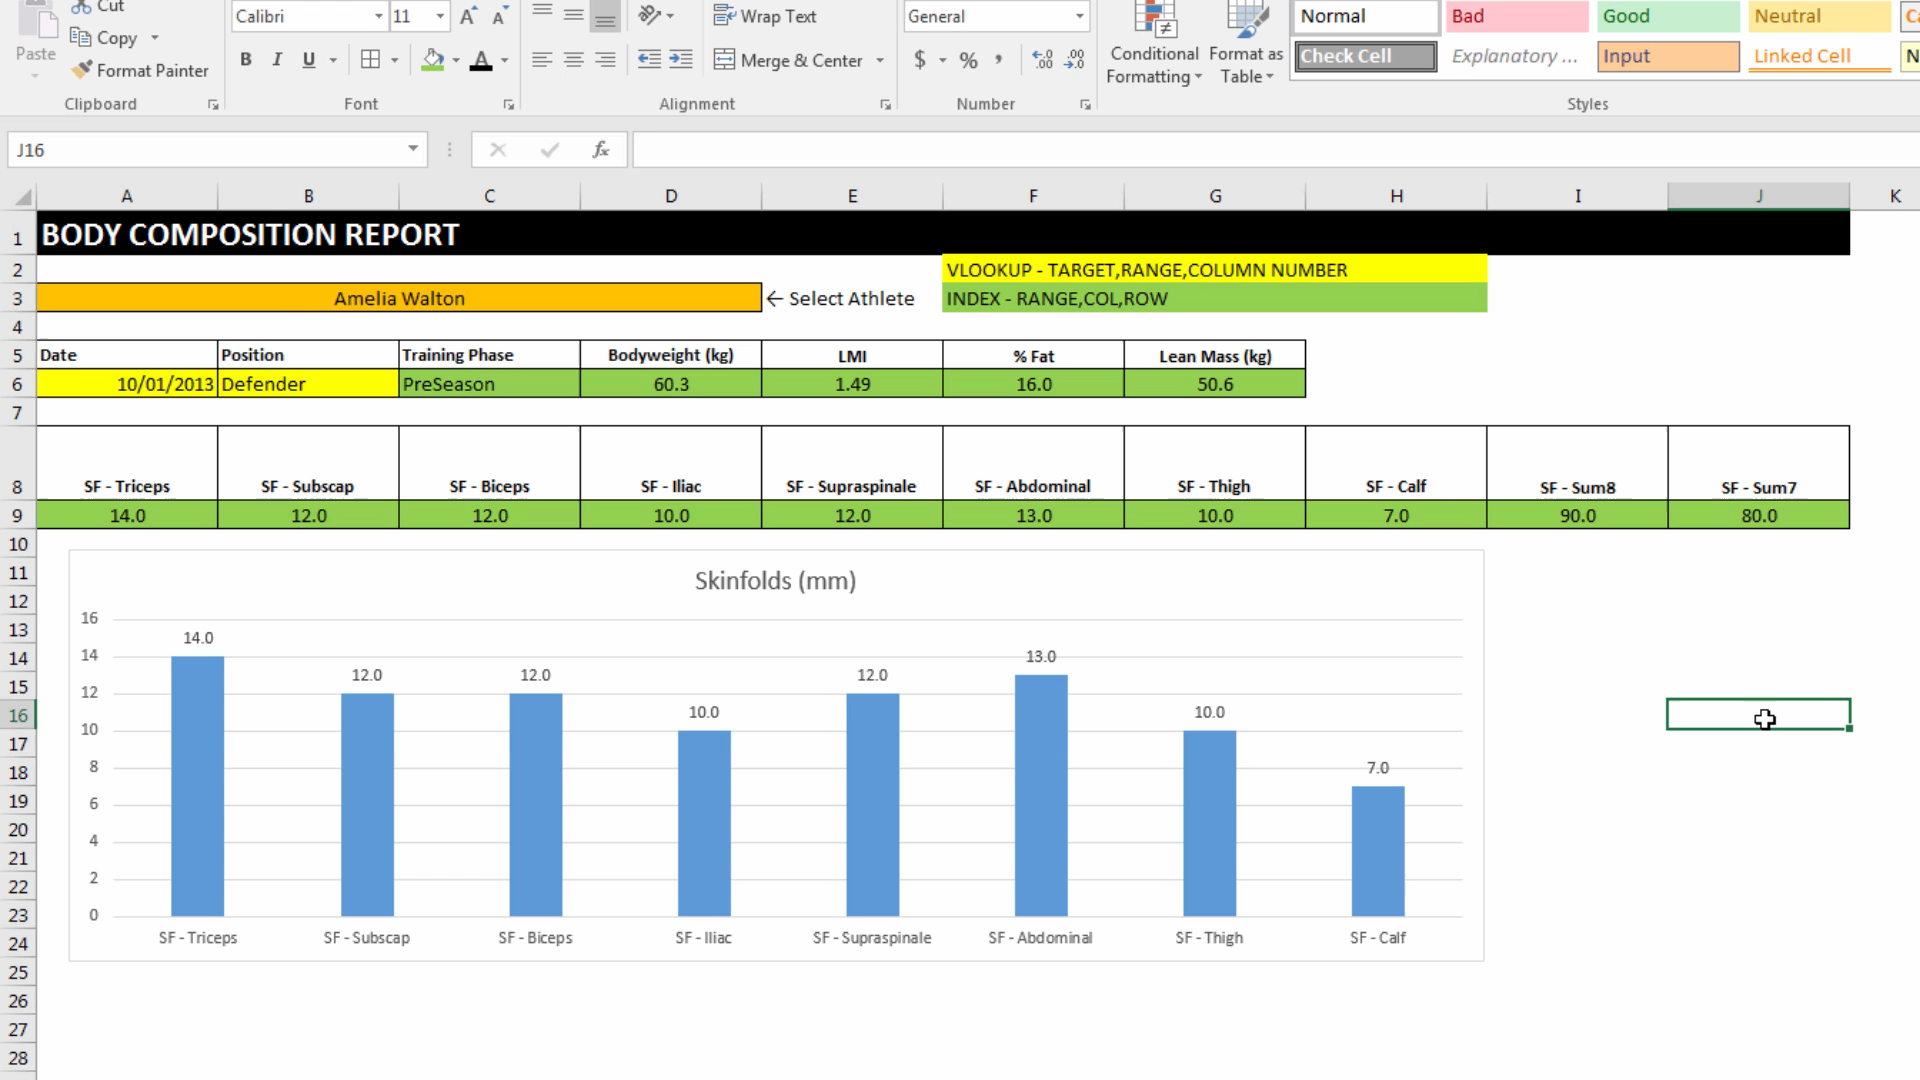 Cut
Calibri 11 A A Wrap Text General Normal Bad Good Neutral
Copy
Paste Format Painter B I U A Merge & Center $ % , Conditional Formatting Format as Table Check Cell Explanatory ... Input Linked Cell
Clipboard Font Alignment Number Styles
J16 fx
A B C D E F G H I J K
1 BODY COMPOSITION REPORT
2 VLOOKUP - TARGET,RANGE,COLUMN NUMBER
3 Amelia Walton ← Select Athlete INDEX - RANGE,COL,ROW
4
5 Date Position Training Phase Bodyweight (kg) LMI % Fat Lean Mass (kg)
6 10/01/2013 Defender PreSeason 60.3 1.49 16.0 50.6
7
8 SF - Triceps SF - Subscap SF - Biceps SF - Iliac SF - Supraspinale SF - Abdominal SF - Thigh SF - Calf SF - Sum8 SF - Sum7
9 14.0 12.0 12.0 10.0 12.0 13.0 10.0 7.0 90.0 80.0
10
11 Skinfolds (mm)
12
16
13
14.0
14 14 13.0
15 12.0 12.0 12.0
12
16 10.0 10.0
10
17
18 8 7.0
19 6
20
21 4
22 2
23 0
24 SF - Triceps SF - Subscap SF - Biceps SF - Iliac SF - Supraspinale SF - Abdominal SF - Thigh SF - Calf
25
26
27
28